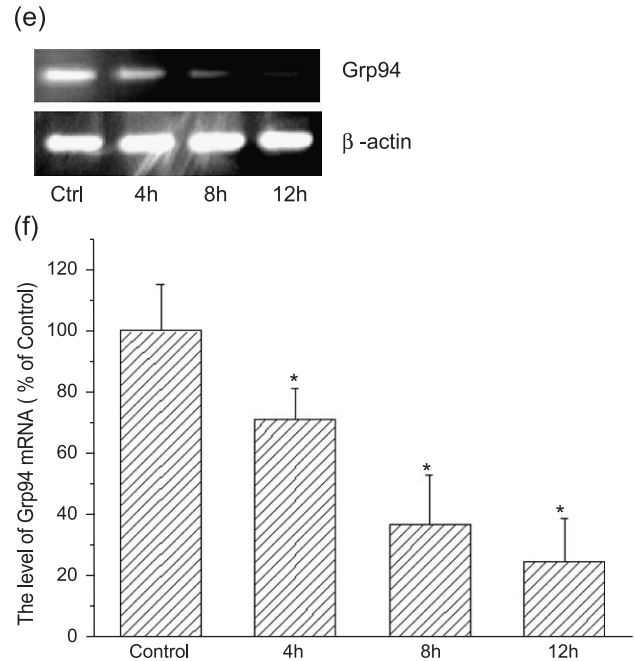 (e)
Grp94
β -actin
Ctrl 4h 8h 12h
(f)
The level of Grp94 mRNA ( % of Control)
120
100
80
60
40
20
0
* * *
Control 4h 8h 12h